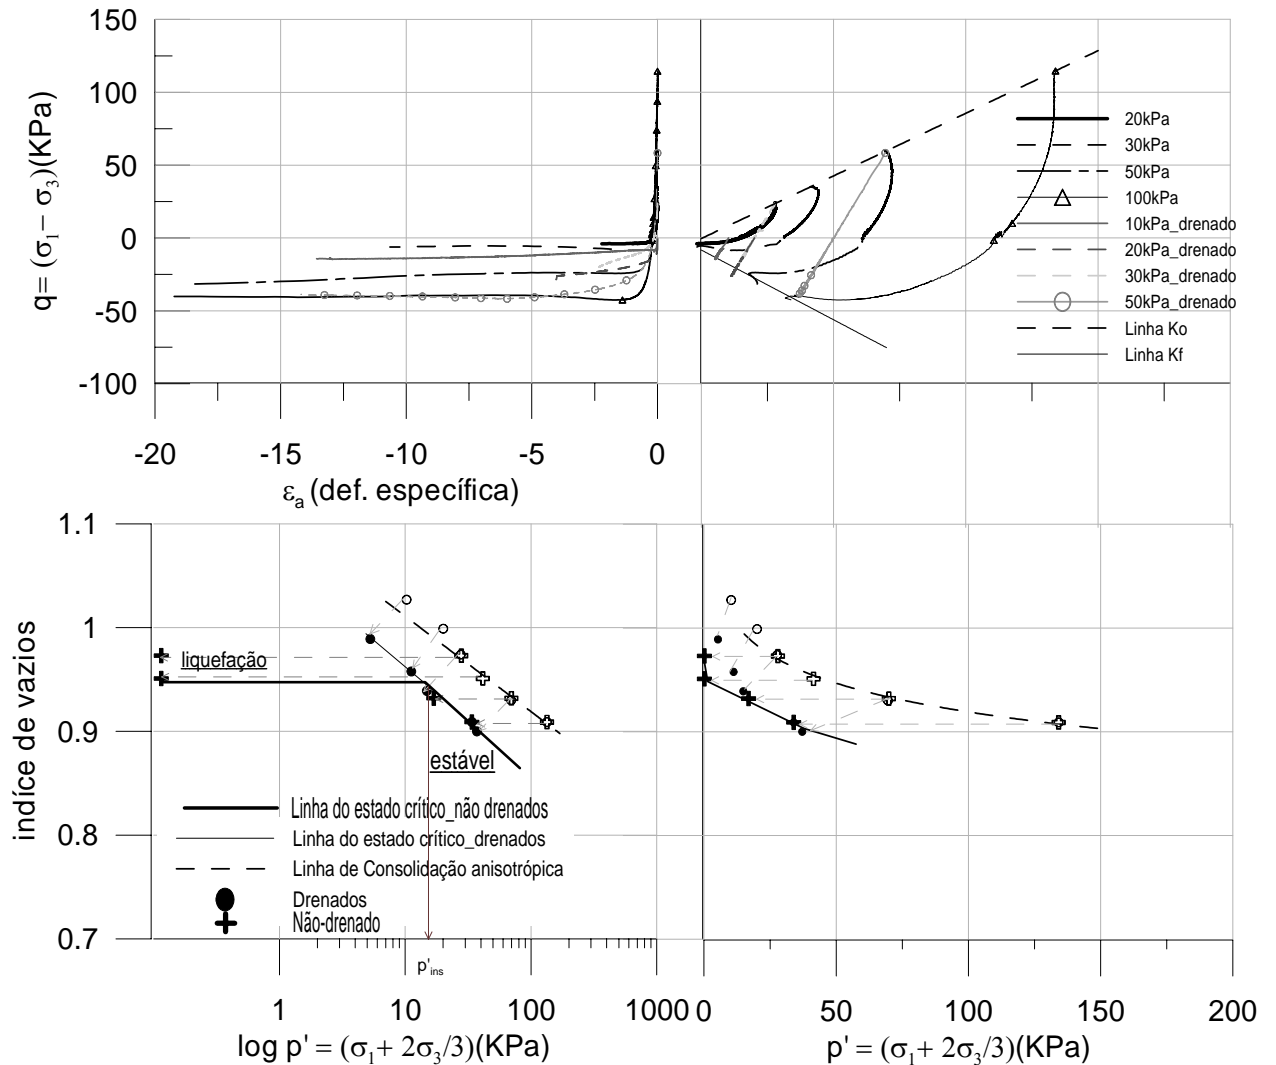 150
100
50
0
-50
-100
q= (σ₁− σ₃)(KPa)
20kPa
30kPa
50kPa
100kPa
10kPa_drenado
20kPa_drenado
30kPa_drenado
50kPa_drenado
Linha Ko
Linha Kf
-20 -15 -10 -5 0
εₐ (def. específica)
1.1
1
0.9
0.8
0.7
indíce de vazios
liquefação
estável
Linha do estado crítico_não drenados
Linha do estado crítico_drenados
Linha de Consolidação anisotrópica
Drenados
Não-drenado
p'ins
1 10 100 1000
log p' = (σ₁+ 2σ₃/3)(KPa)
0 50 100 150 200
p' = (σ₁+ 2σ₃/3)(KPa)